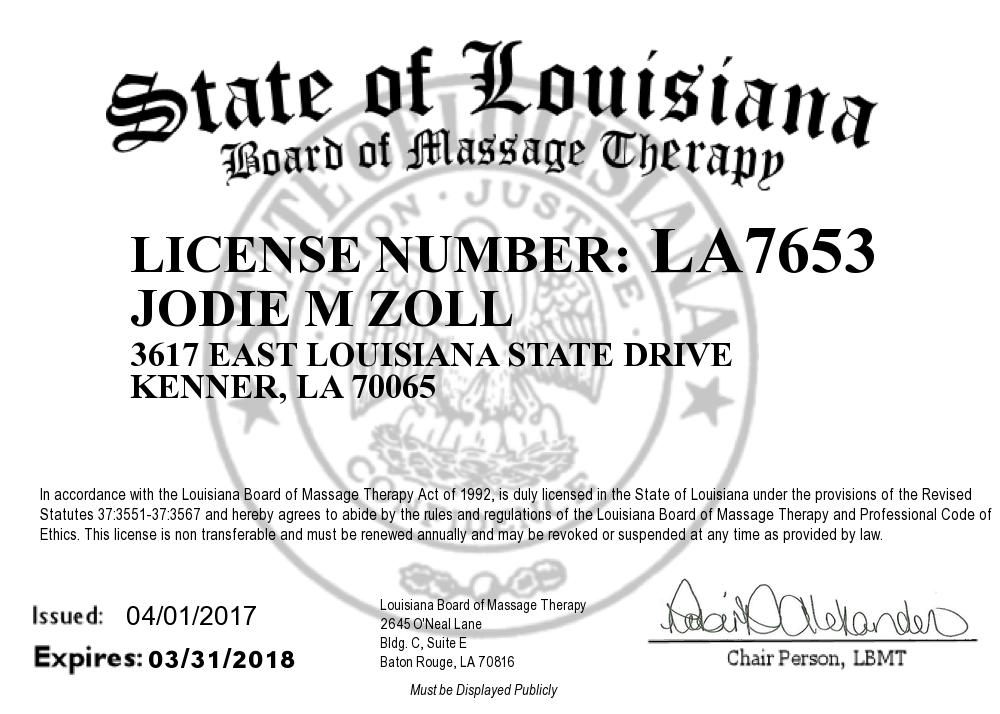 State of Louisiana
Board of Massage Therapy
LICENSE NUMBER: LA7653
JODIE M ZOLL
3617 EAST LOUISIANA STATE DRIVE
KENNER, LA 70065
STATE OF LOUISIANA
UNION · JUSTICE
CONFIDENCE
In accordance with the Louisiana Board of Massage Therapy Act of 1992, is duly licensed in the State of Louisiana under the provisions of the Revised
Statutes 37:3551-37:3567 and hereby agrees to abide by the rules and regulations of the Louisiana Board of Massage Therapy and Professional Code of
Ethics. This license is non transferable and must be renewed annually and may be revoked or suspended at any time as provided by law.
Issued: 04/01/2017
Expires: 03/31/2018
Louisiana Board of Massage Therapy
2645 O'Neal Lane
Bldg. C, Suite E
Baton Rouge, LA 70816
Must be Displayed Publicly
Alexander
Chair Person, LBMT